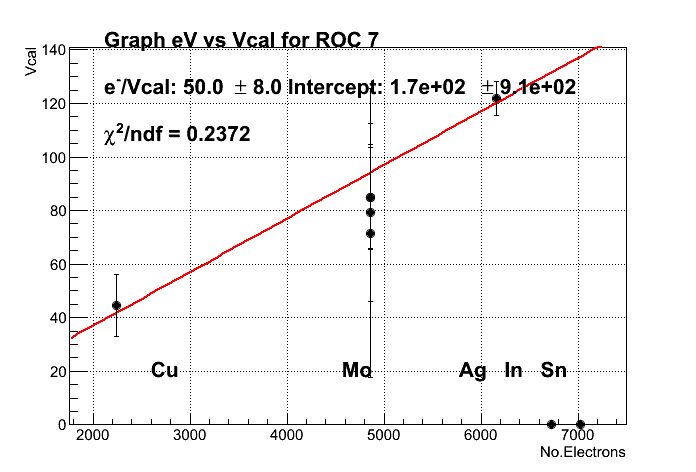 Graph eV vs Vcal for ROC 7
Vcal
e⁻/Vcal: 50.0 ± 8.0 Intercept: 1.7e+02 ±9.1e+02
χ²/ndf = 0.2372
140
120
100
80
60
40
20
0
Cu Mo Ag In Sn
2000 3000 4000 5000 6000 7000
No.Electrons